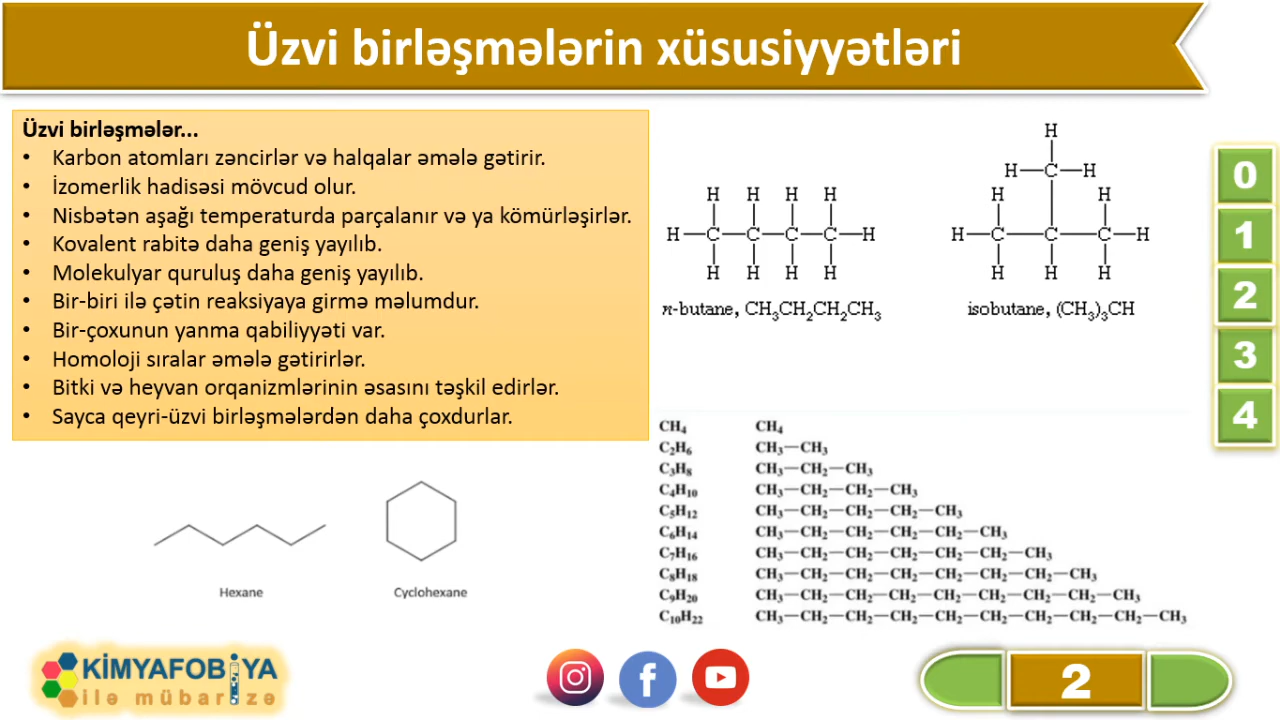 Üzvi birləşmələrin xüsusiyyətləri
Üzvi birləşmələr...
• Karbon atomları zəncirlər və halqalar əmələ gətirir.
• İzomerlik hadisəsi mövcud olur.
• Nisbətən aşağı temperaturda parçalanır və ya kömürləşirlər.
• Kovalent rabitə daha geniş yayılıb.
• Molekulyar quruluş daha geniş yayılıb.
• Bir-biri ilə çətin reaksiyaya girmə məlumdur.
• Bir-çoxunun yanma qabiliyyəti var.
• Homoloji sıralar əmələ gətirirlər.
• Bitki və heyvan orqanizmlərinin əsasını təşkil edirlər.
• Sayca qeyri-üzvi birləşmələrdən daha çoxdurlar.
H H H H
H—C—C—C—C—H
H H H H
n-butane, CH₃CH₂CH₂CH₃
H
H—C—H
H H
H—C—C—C—H
H H H
isobutane, (CH₃)₃CH
0
1
2
3
4
CH₄ CH₄
C₂H₆ CH₃—CH₃
C₃H₈ CH₃—CH₂—CH₃
C₄H₁₀ CH₃—CH₂—CH₂—CH₃
C₅H₁₂ CH₃—CH₂—CH₂—CH₂—CH₃
C₆H₁₄ CH₃—CH₂—CH₂—CH₂—CH₂—CH₃
C₇H₁₆ CH₃—CH₂—CH₂—CH₂—CH₂—CH₂—CH₃
C₈H₁₈ CH₃—CH₂—CH₂—CH₂—CH₂—CH₂—CH₂—CH₃
C₉H₂₀ CH₃—CH₂—CH₂—CH₂—CH₂—CH₂—CH₂—CH₂—CH₃
C₁₀H₂₂ CH₃—CH₂—CH₂—CH₂—CH₂—CH₂—CH₂—CH₂—CH₂—CH₃
Hexane
Cyclohexane
KİMYAFOBİYA
ilə mübarizə
2